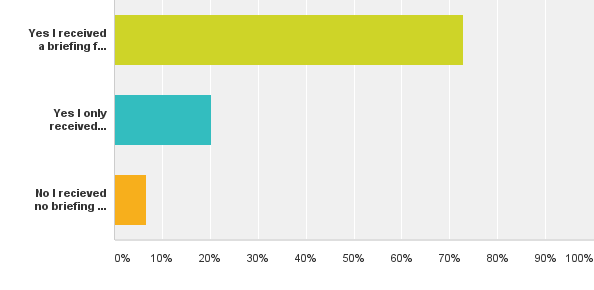 Yes I received
a briefing f...
Yes I only
received...
No I recieved
no briefing ...
0% 10% 20% 30% 40% 50% 60% 70% 80% 90% 100%